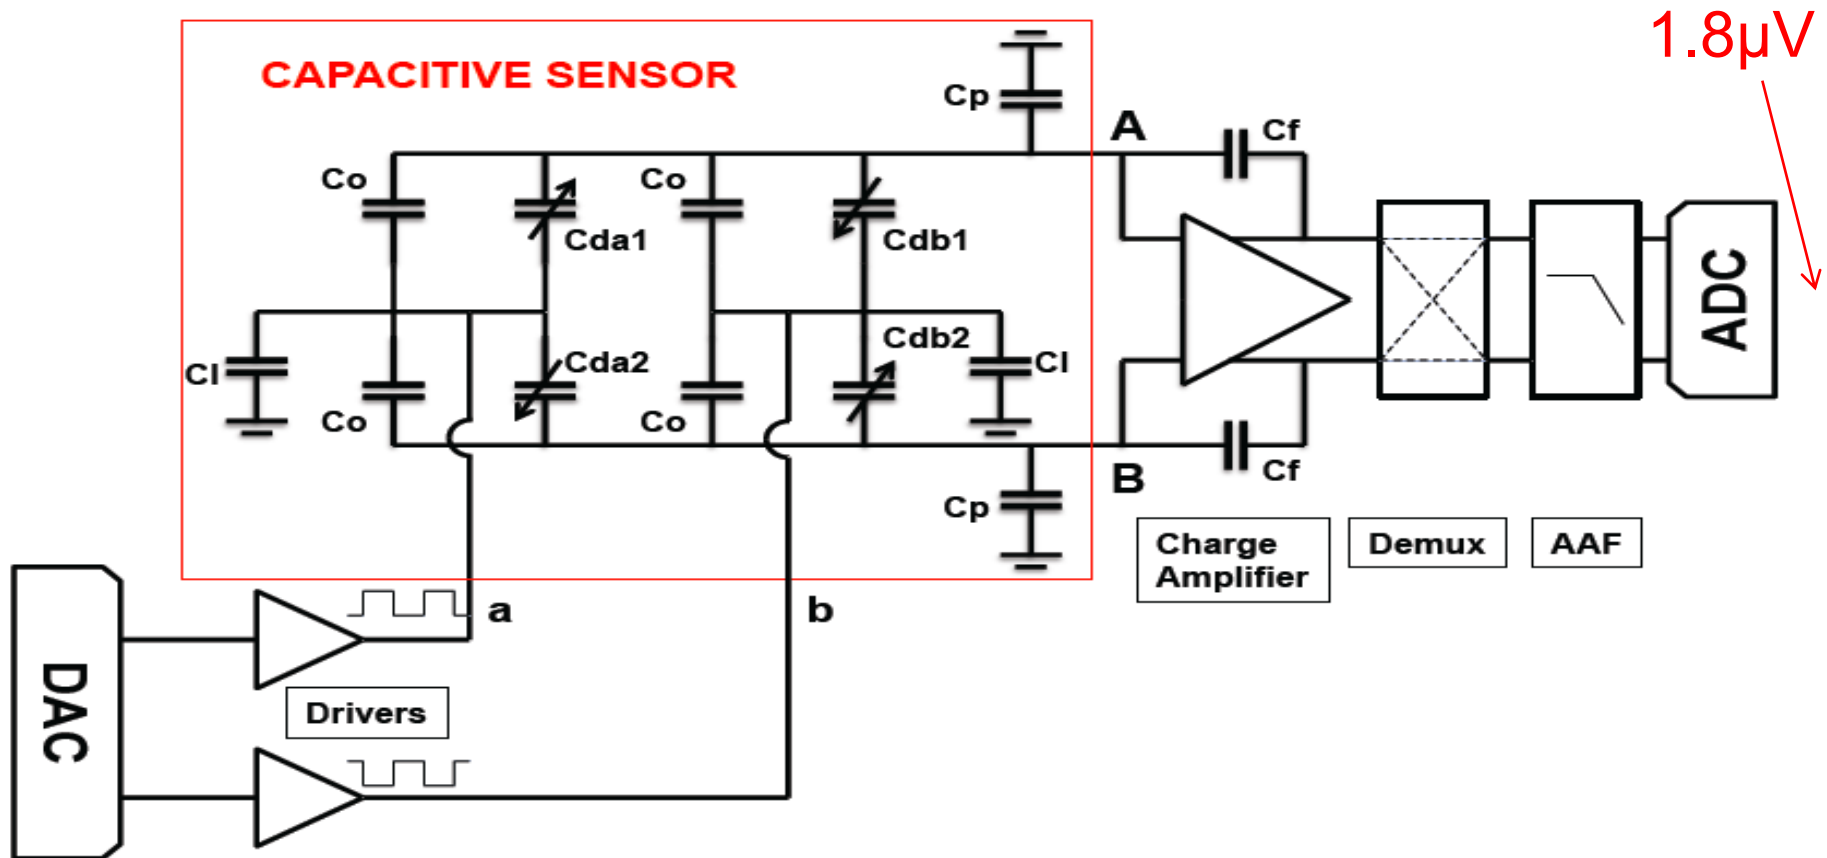 1.8µV
CAPACITIVE SENSOR
Cp
A
Cf
Co
Co
Cda1
Cdb1
ADC
Cdb2
Cda2
Cl
Cl
Co
Co
B
Cf
Cp
Charge
Amplifier
Demux
AAF
a
b
DAC
Drivers